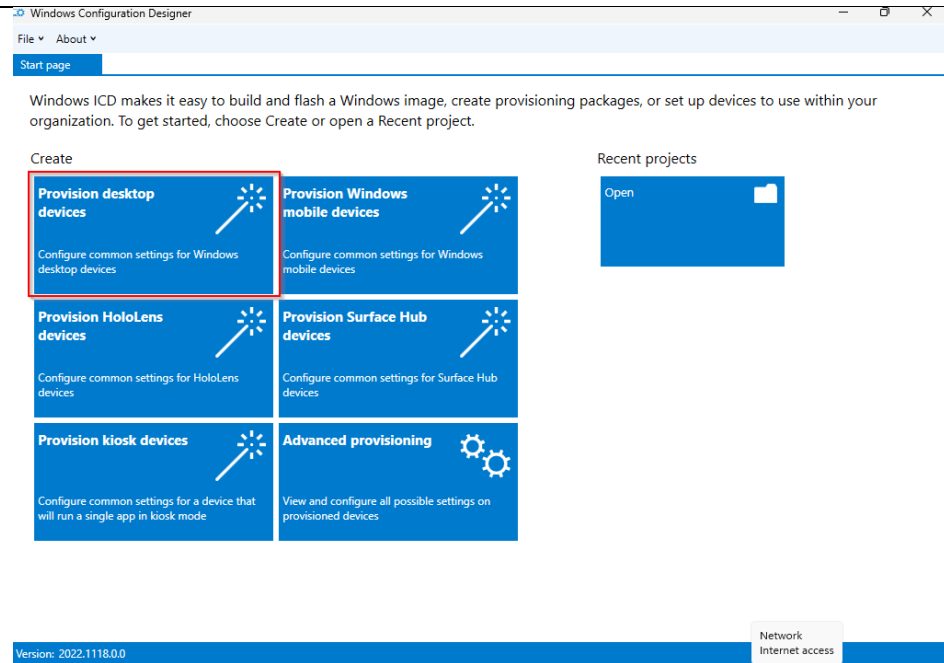 Windows Configuration Designer
File About
Start page
Windows ICD makes it easy to build and flash a Windows image, create provisioning packages, or set up devices to use within your
organization. To get started, choose Create or open a Recent project.
Create
Recent projects
Provision desktop
devices
Configure common settings for Windows
desktop devices
Provision Windows
mobile devices
Configure common settings for Windows
mobile devices
Open
Provision HoloLens
devices
Configure common settings for HoloLens
devices
Provision Surface Hub
devices
Configure common settings for Surface Hub
devices
Provision kiosk devices
Configure common settings for a device that
will run a single app in kiosk mode
Advanced provisioning
View and configure all possible settings on
provisioned devices
Network
Internet access
Version: 2022.1118.0.0